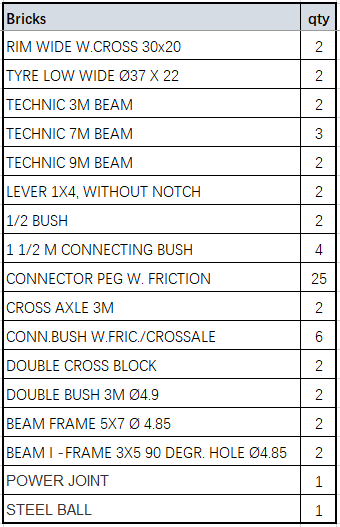 Bricks qty
RIM WIDE W.CROSS 30x20 2
TYRE LOW WIDE Ø37 X 22 2
TECHNIC 3M BEAM 2
TECHNIC 7M BEAM 3
TECHNIC 9M BEAM 2
LEVER 1X4, WITHOUT NOTCH 2
1/2 BUSH 2
1 1/2 M CONNECTING BUSH 4
CONNECTOR PEG W. FRICTION 25
CROSS AXLE 3M 2
CONN.BUSH W.FRIC./CROSSALE 6
DOUBLE CROSS BLOCK 2
DOUBLE BUSH 3M Ø4.9 2
BEAM FRAME 5X7 Ø 4.85 2
BEAM I -FRAME 3X5 90 DEGR. HOLE Ø4.85 2
POWER JOINT 1
STEEL BALL 1